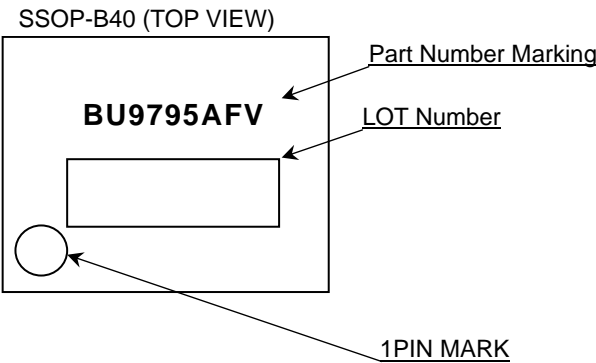 SSOP-B40 (TOP VIEW)
Part Number Marking
BU9795AFV
LOT Number
1PIN MARK